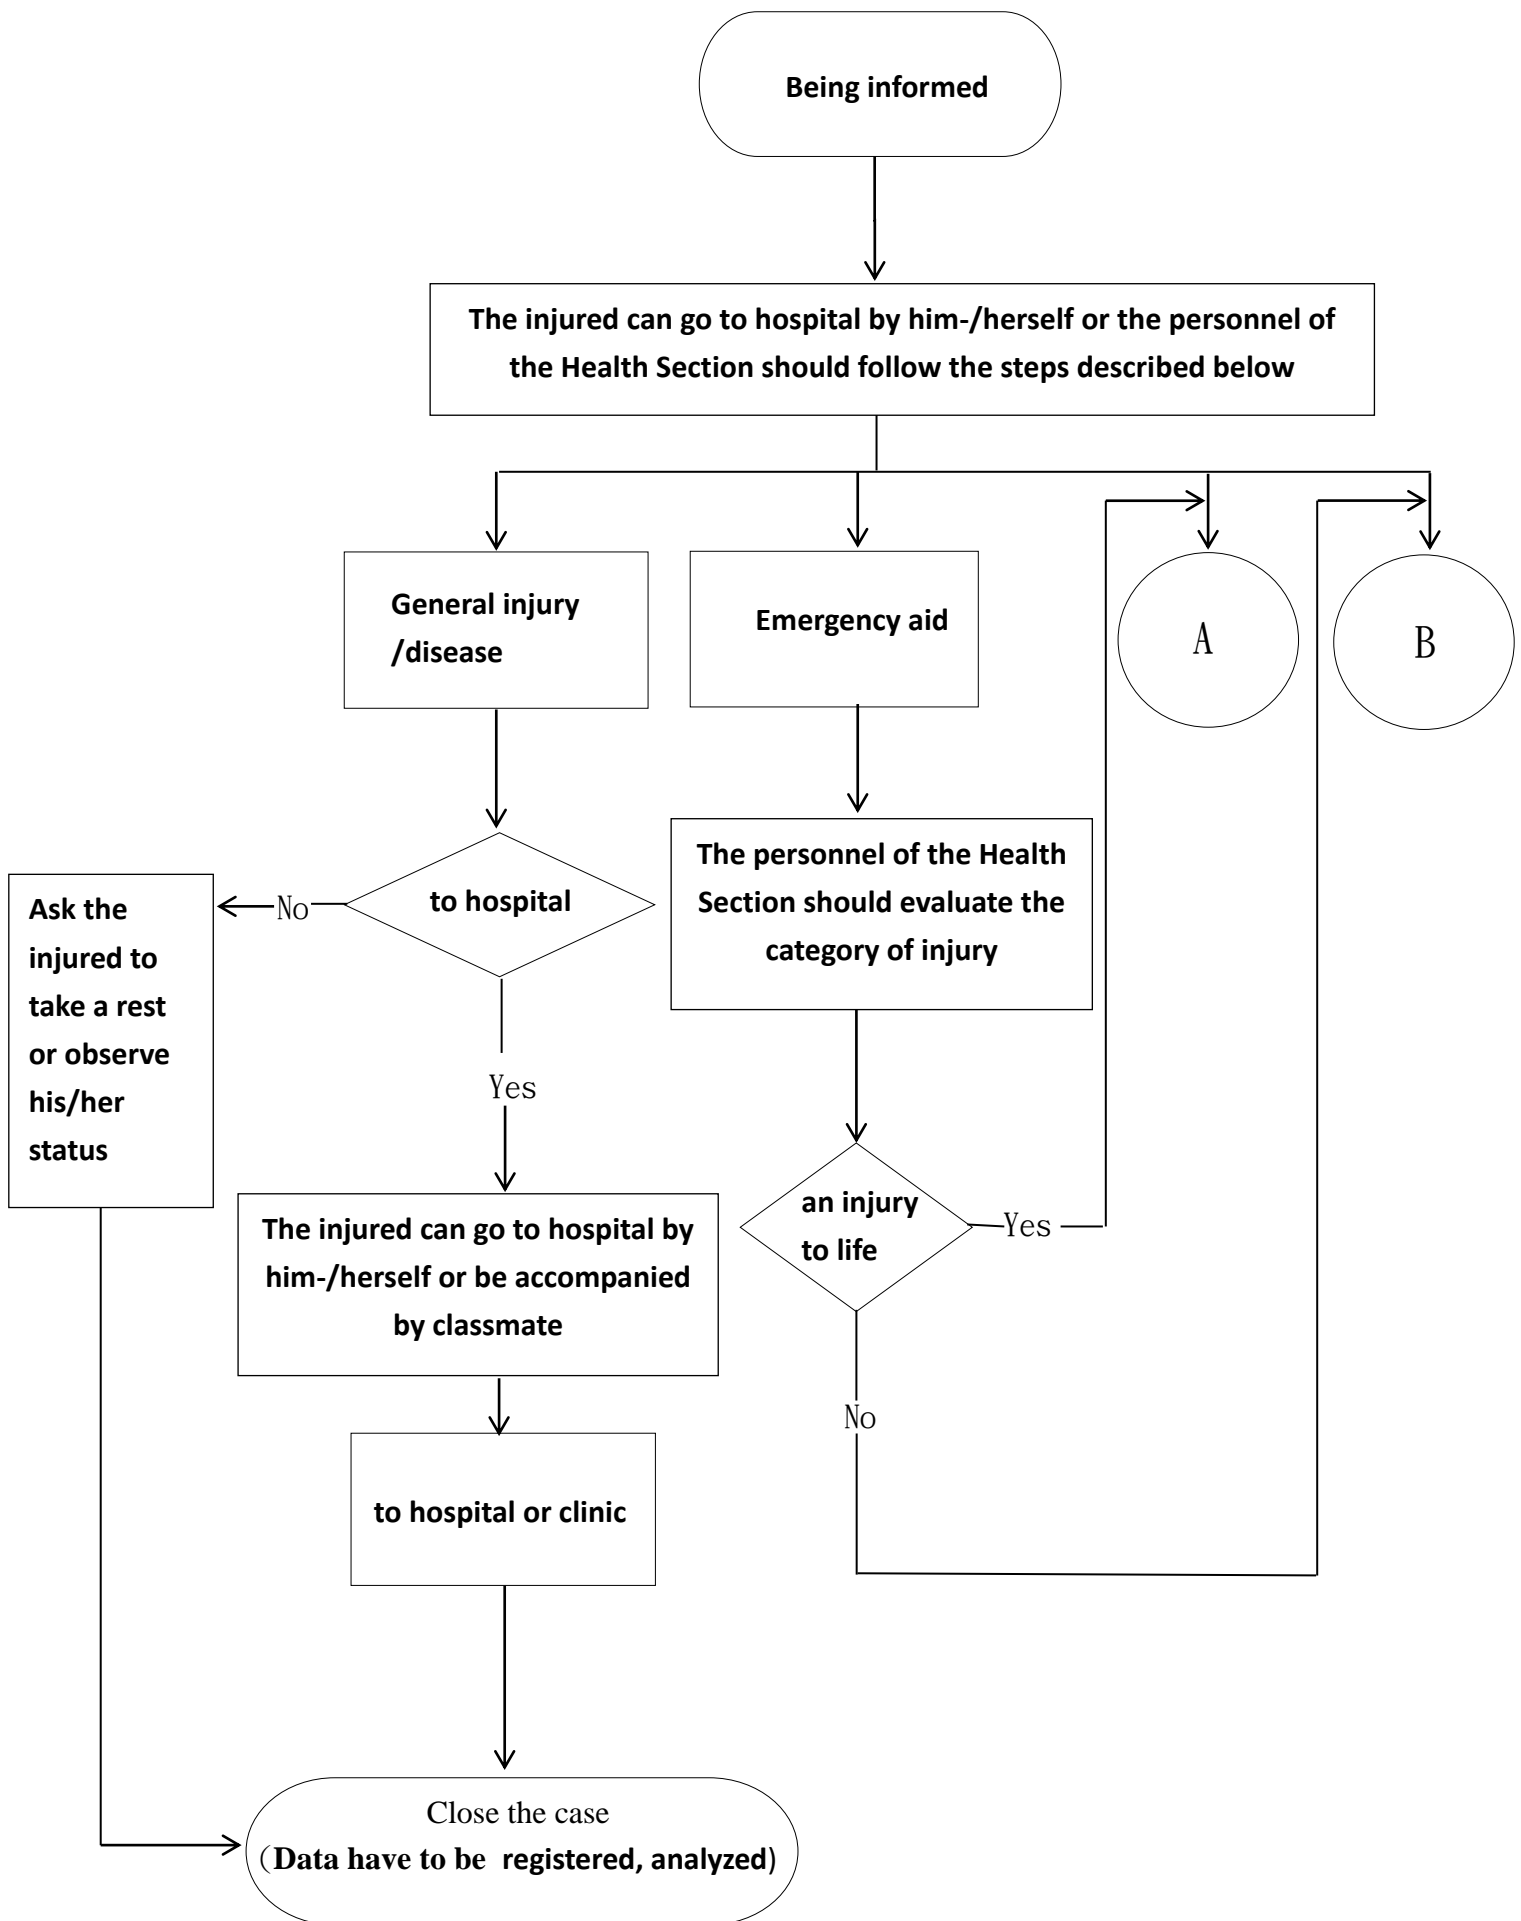 Being informed
The injured can go to hospital by him-/herself or the personnel of
the Health Section should follow the steps described below
General injury
/disease
Emergency aid
A
B
to hospital
No
Yes
Ask the
injured to
take a rest
or observe
his/her
status
The personnel of the Health
Section should evaluate the
category of injury
The injured can go to hospital by
him-/herself or be accompanied
by classmate
an injury
to life
Yes
No
to hospital or clinic
Close the case
(Data have to be registered, analyzed)